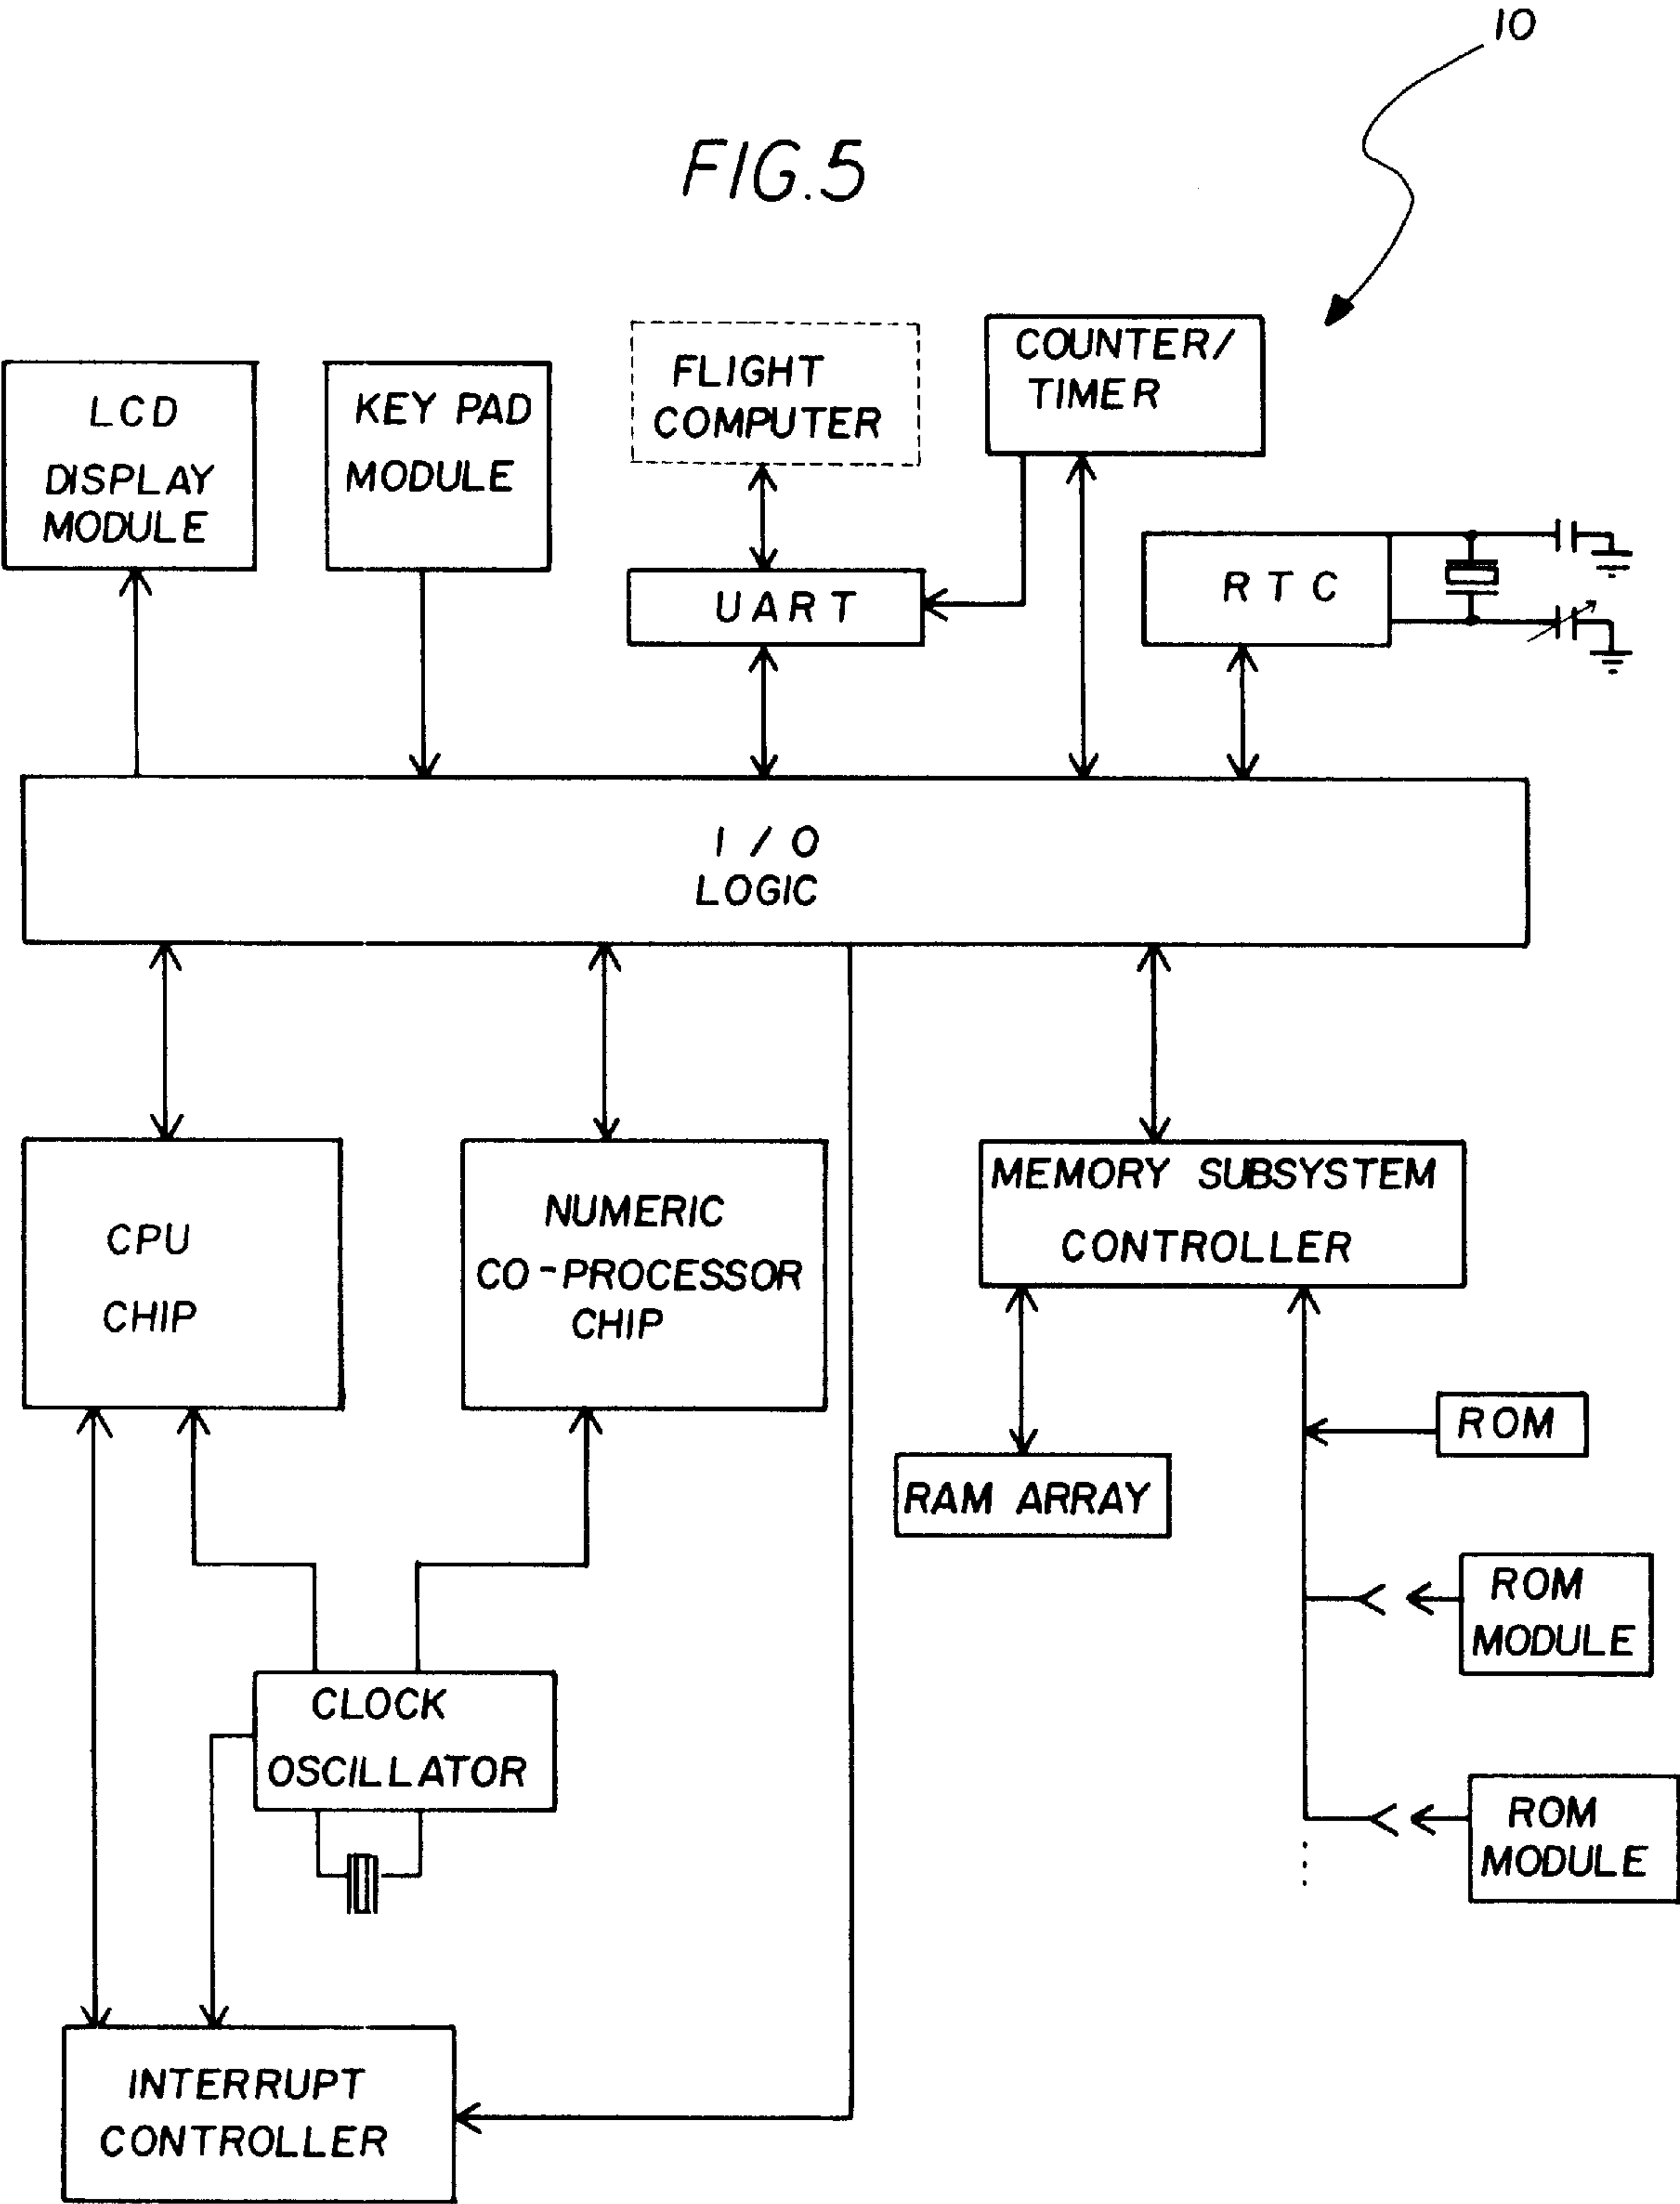 10
FIG.5
LCD
DISPLAY
MODULE
KEY PAD
MODULE
FLIGHT
COMPUTER
COUNTER/
TIMER
UART
RTC
I/O
LOGIC
CPU
CHIP
NUMERIC
CO-PROCESSOR
CHIP
MEMORY SUBSYSTEM
CONTROLLER
RAM ARRAY
ROM
ROM
MODULE
ROM
MODULE
CLOCK
OSCILLATOR
INTERRUPT
CONTROLLER